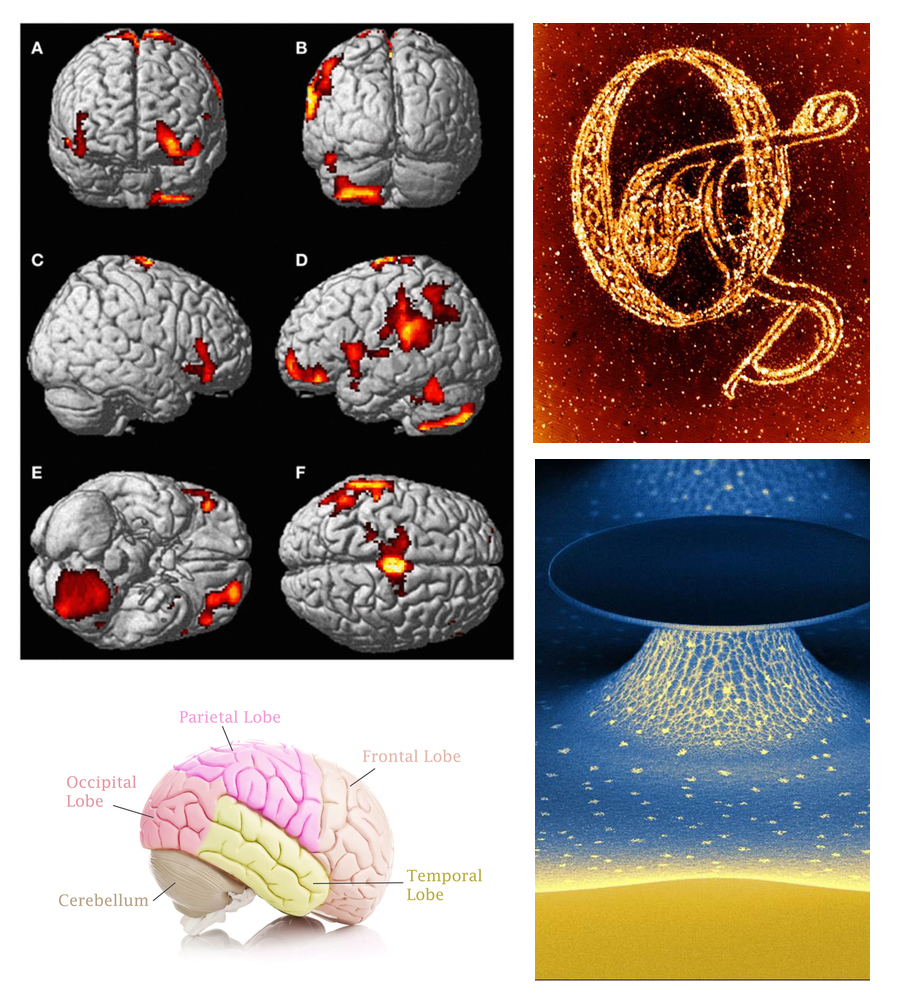 A
B
C
D
E
F
Parietal Lobe
Frontal Lobe
Occipital
Lobe
Temporal
Lobe
Cerebellum